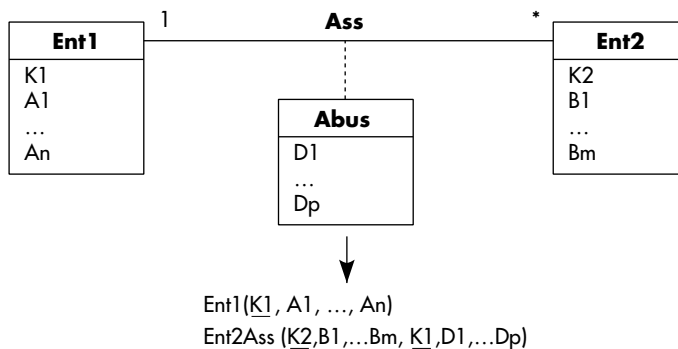 1 Ass *
Ent1
K1
A1
…
An
Ent2
K2
B1
…
Bm
Abus
D1
…
Dp
Ent1(K1, A1, …, An)
Ent2Ass (K2,B1,…Bm, K1,D1,…Dp)